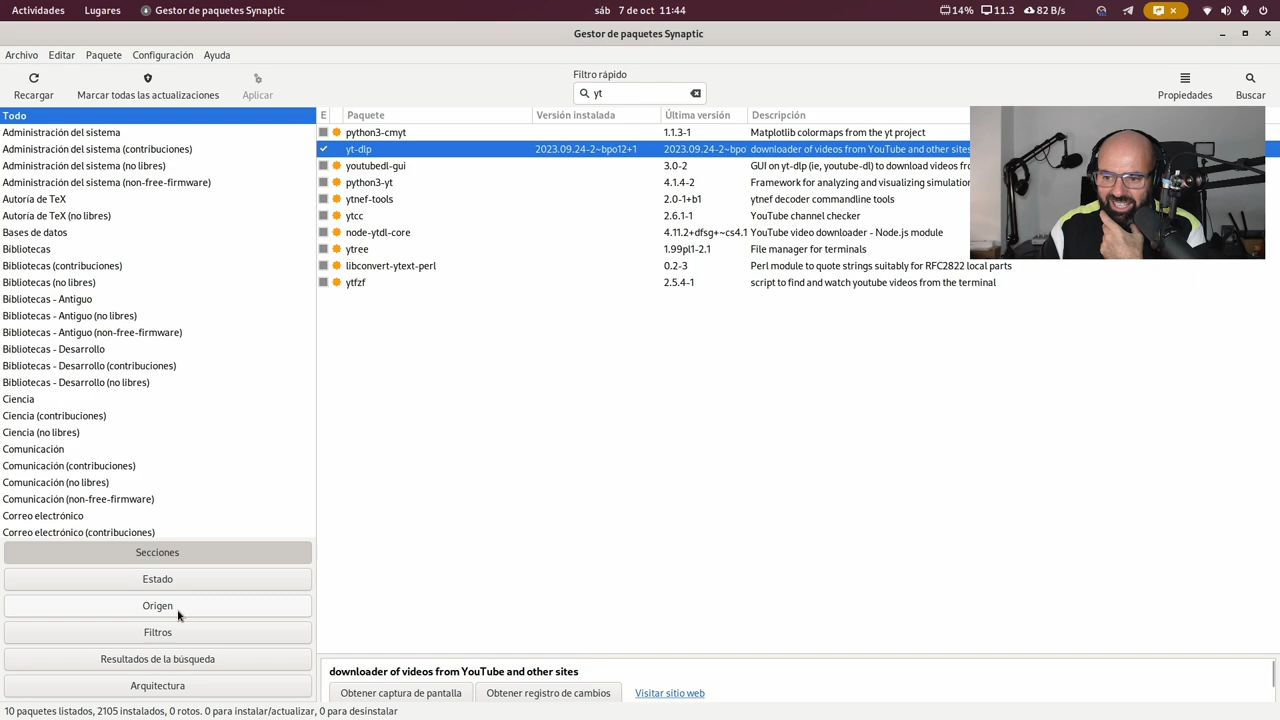 Actividades Lugares Gestor de paquetes Synaptic sáb 7 de oct 11:44 14% 11.3 82 B/s
Gestor de paquetes Synaptic
Archivo Editar Paquete Configuración Ayuda
Filtro rápido
Recargar Marcar todas las actualizaciones Aplicar yt Propiedades Buscar
Todo
Administración del sistema
Administración del sistema (contribuciones)
Administración del sistema (no libres)
Administración del sistema (non-free-firmware)
Autoría de TeX
Autoría de TeX (no libres)
Bases de datos
Bibliotecas
Bibliotecas (contribuciones)
Bibliotecas (no libres)
Bibliotecas - Antiguo
Bibliotecas - Antiguo (no libres)
Bibliotecas - Antiguo (non-free-firmware)
Bibliotecas - Desarrollo
Bibliotecas - Desarrollo (contribuciones)
Bibliotecas - Desarrollo (no libres)
Ciencia
Ciencia (contribuciones)
Ciencia (no libres)
Comunicación
Comunicación (contribuciones)
Comunicación (no libres)
Comunicación (non-free-firmware)
Correo electrónico
Correo electrónico (contribuciones)
Secciones
Estado
Origen
Filtros
Resultados de la búsqueda
Arquitectura
E Paquete Versión instalada Última versión Descripción
python3-cmyt 1.1.3-1 Matplotlib colormaps from the yt project
yt-dlp 2023.09.24-2~bpo12+1 2023.09.24-2~bpo downloader of videos from YouTube and other sites
youtubedl-gui 3.0-2 GUI on yt-dlp (ie, youtube-dl) to download videos
python3-yt 4.1.4-2 Framework for analyzing and visualizing
ytnef-tools 2.0-1+b1 ytnef decoder commandline tools
ytcc 2.6.1-1 YouTube channel checker
node-ytdl-core 4.11.2+dfsg+~cs4.1 YouTube video downloader - Node.js module
ytree 1.99pl1-2.1 File manager for terminals
libconvert-ytext-perl 0.2-3 Perl module to quote strings suitably for RFC2822 local parts
ytfzf 2.5.4-1 script to find and watch youtube videos from the terminal
downloader of videos from YouTube and other sites
Obtener captura de pantalla Obtener registro de cambios Visitar sitio web
10 paquetes listados, 2105 instalados, 0 rotos. 0 para instalar/actualizar, 0 para desinstalar